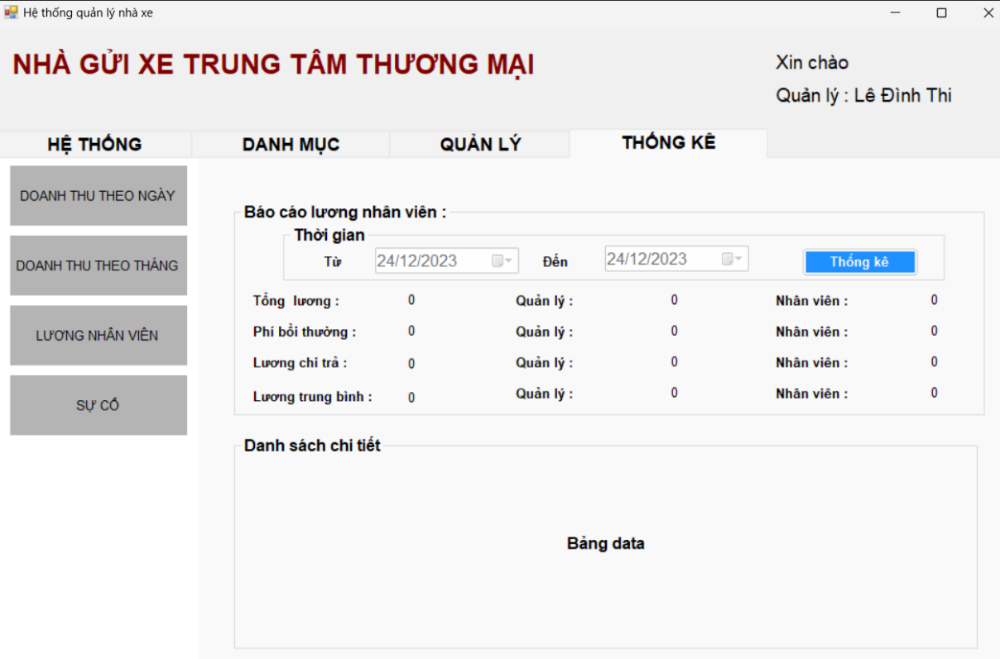 Hệ thống quản lý nhà xe
NHÀ GỬI XE TRUNG TÂM THƯƠNG MẠI
Xin chào
Quản lý : Lê Đình Thi
HỆ THỐNG DANH MỤC QUẢN LÝ THỐNG KÊ
DOANH THU THEO NGÀY
DOANH THU THEO THÁNG
LƯƠNG NHÂN VIÊN
SỰ CỐ
Báo cáo lương nhân viên :
Thời gian
Từ 24/12/2023 Đến 24/12/2023 Thống kê
Tổng lương : 0 Quản lý : 0 Nhân viên : 0
Phí bồi thường : 0 Quản lý : 0 Nhân viên : 0
Lương chi trả : 0 Quản lý : 0 Nhân viên : 0
Lương trung bình : 0 Quản lý : 0 Nhân viên : 0
Danh sách chi tiết
Bảng data